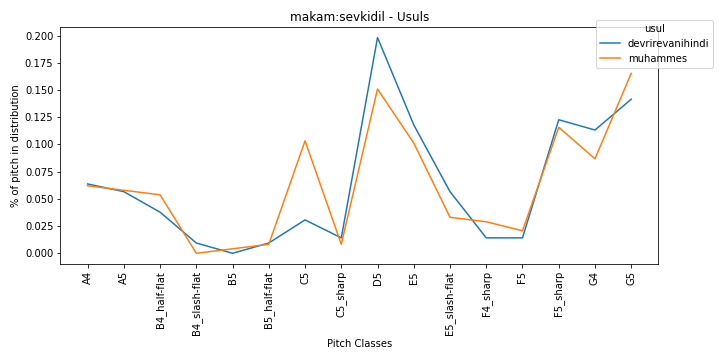 makam:sevkidil - Usuls
usul
devrirevanihindi
muhammes
% of pitch in distribution
0.200
0.175
0.150
0.125
0.100
0.075
0.050
0.025
0.000
A4
A5
B4_half-flat
B4_slash-flat
B5
B5_half-flat
C5
C5_sharp
D5
E5
E5_slash-flat
F4_sharp
F5
F5_sharp
G4
G5
Pitch Classes